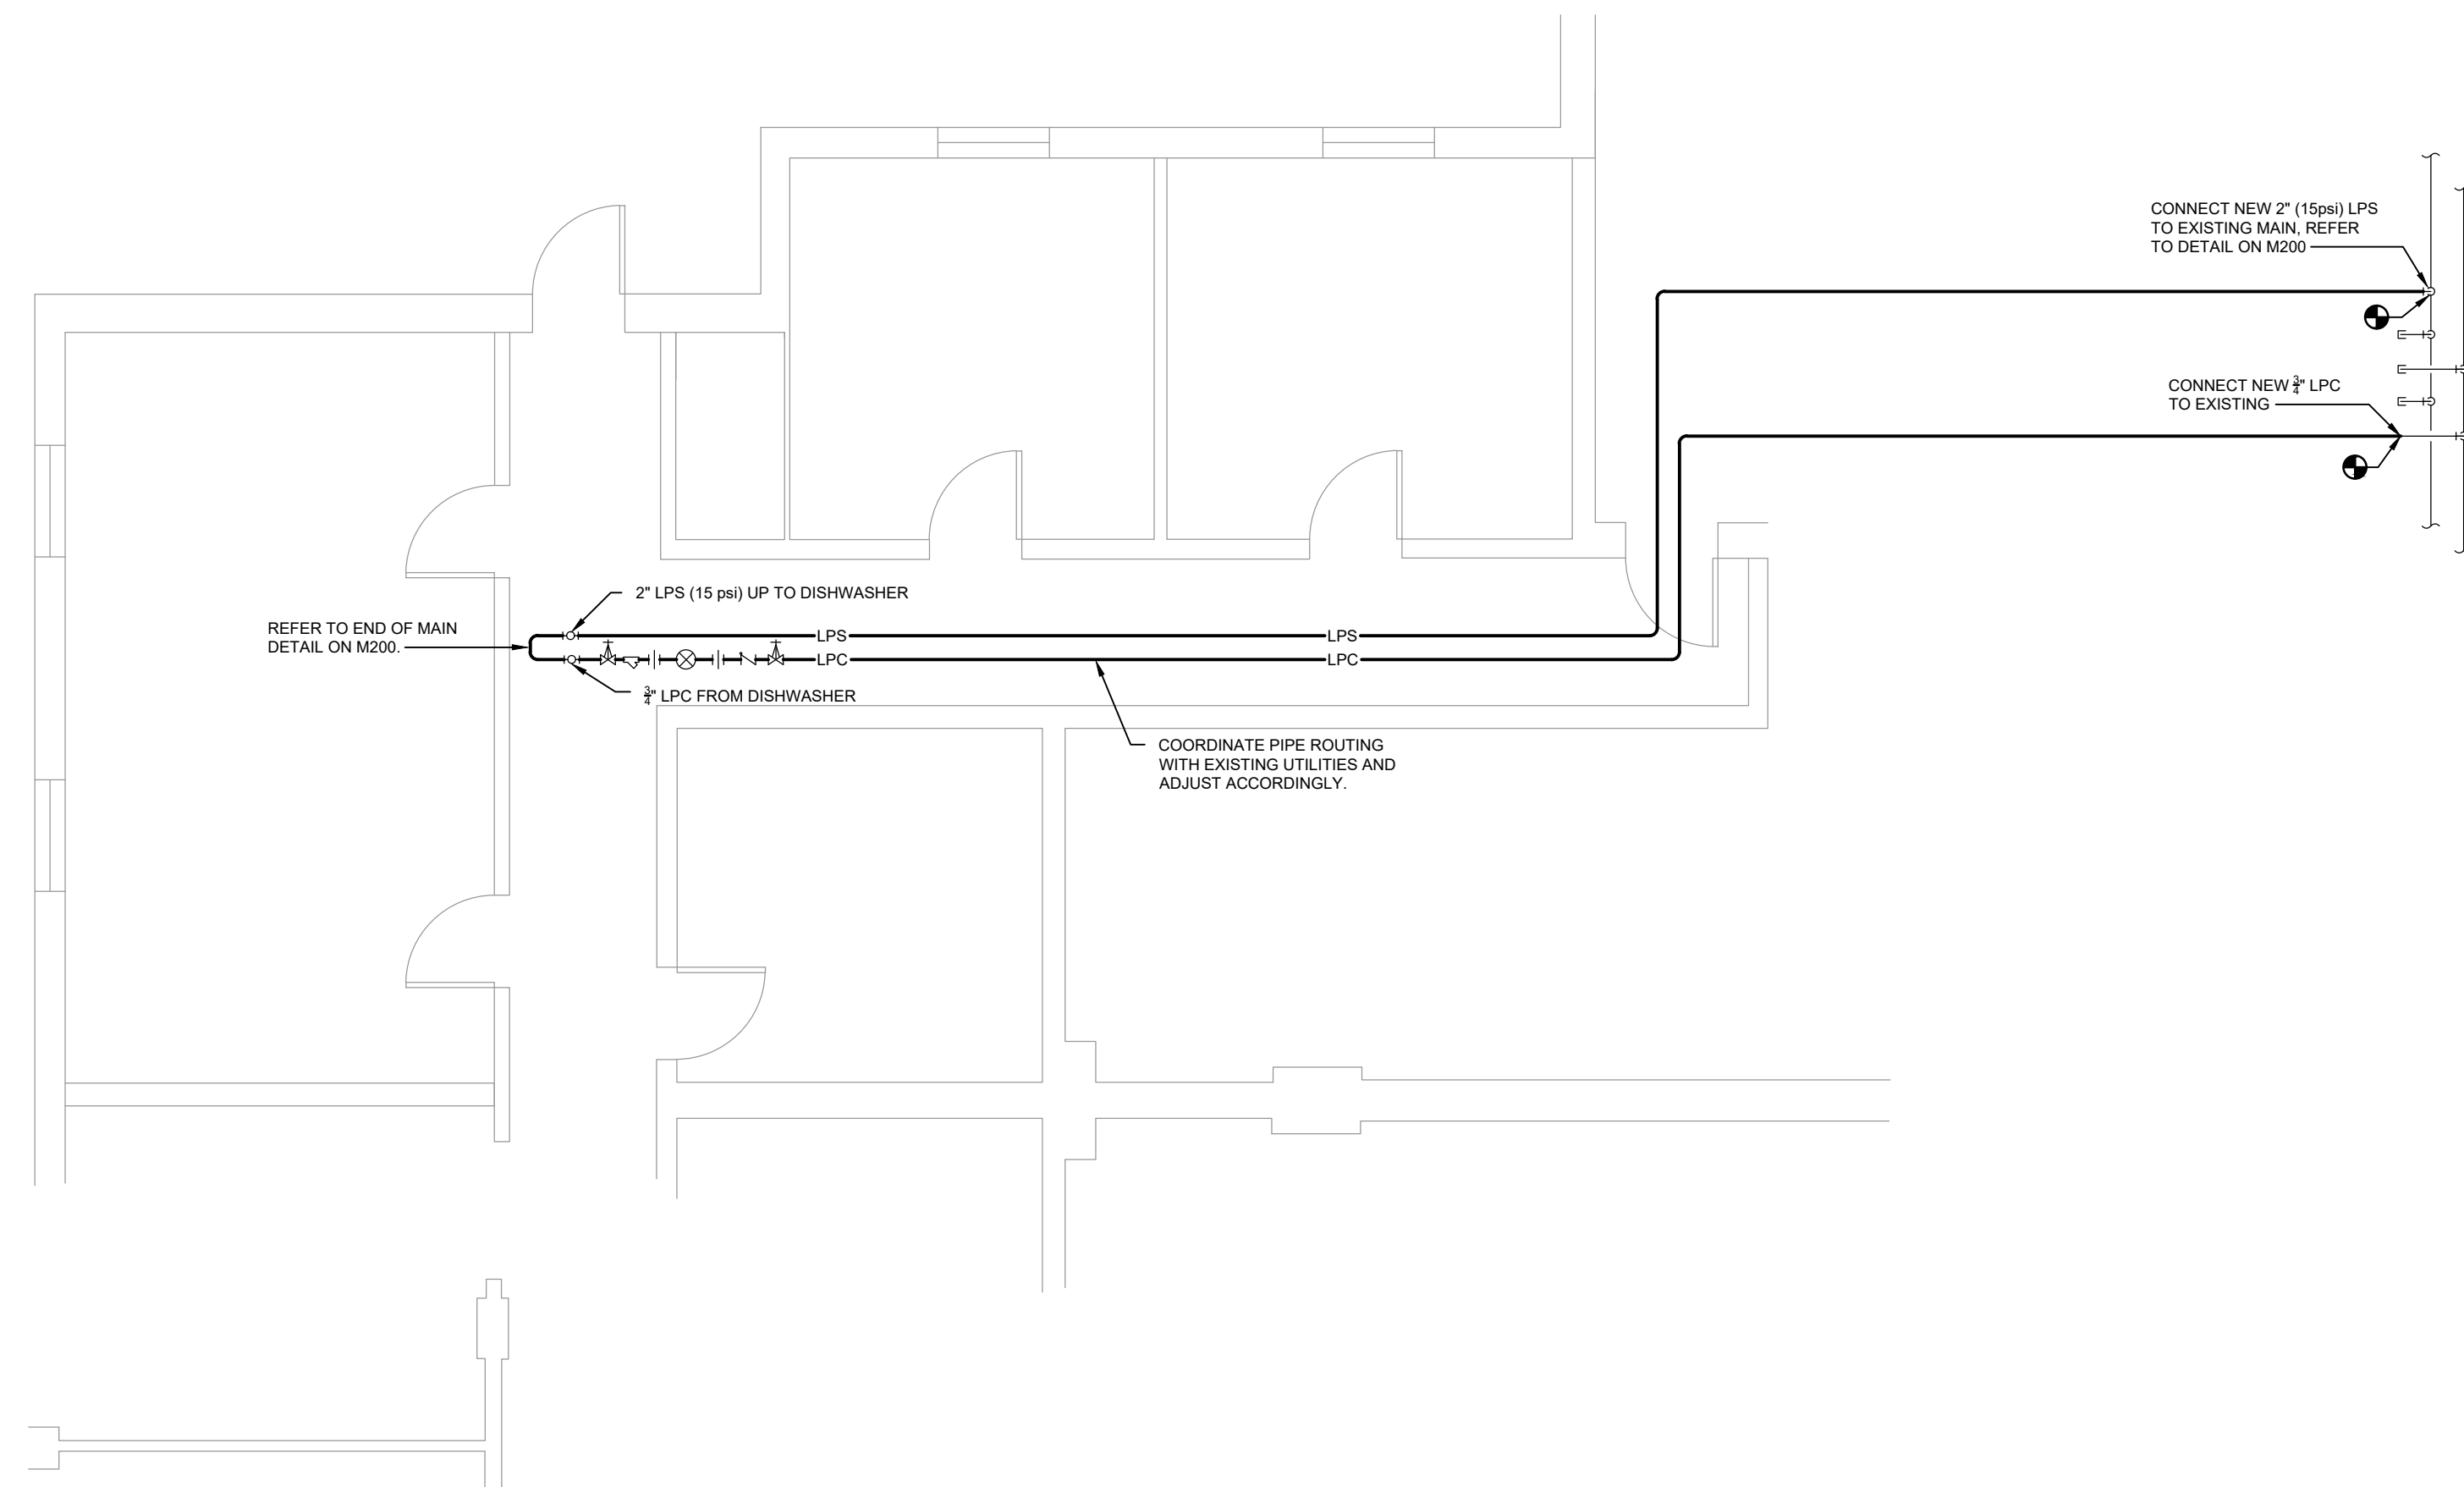 CONNECT NEW 2" (15psi) LPS
TO EXISTING MAIN, REFER
TO DETAIL ON M200
CONNECT NEW 3/4" LPC
TO EXISTING
2" LPS (15 psi) UP TO DISHWASHER
REFER TO END OF MAIN
DETAIL ON M200.
LPS
LPS
LPC
LPC
3/4" LPC FROM DISHWASHER
COORDINATE PIPE ROUTING
WITH EXISTING UTILITIES AND
ADJUST ACCORDINGLY.